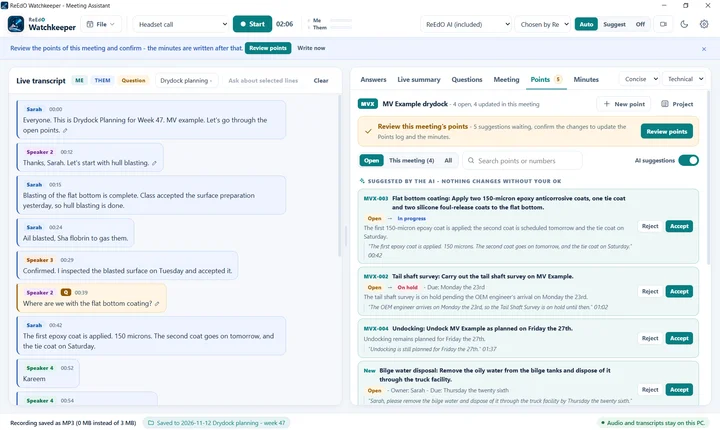 ReEdO Watchkeeper - Meeting Assistant
ReEdO
Watchkeeper
File
Headset call
Start
02:06
Me
Them
ReEdO AI (included)
Chosen by Re
Auto
Suggest
Off
Review the points of this meeting and confirm - the minutes are written after that.
Review points
Write now
Live transcript
ME
THEM
Question
Drydock planning -
Ask about selected lines
Clear
Sarah 00:00
Everyone. This is Drydock Planning for Week 47. MV example. Let's go through the
open points.
Speaker 2 00:12
Thanks, Sarah. Let's start with hull blasting.
Sarah 00:15
Blasting of the flat bottom is complete. Class accepted the surface preparation
yesterday, so hull blasting is done.
Sarah 00:24
Ail blasted, Sha flobrin to gas them.
Speaker 3 00:29
Confirmed. I inspected the blasted surface on Tuesday and accepted it.
Speaker 2 Q 00:39
Where are we with the flat bottom coating?
Sarah 00:42
The first epoxy coat is applied. 150 microns. The second coat goes on tomorrow, and
the tie coat on Saturday.
Speaker 4 00:52
Kareem
Speaker 4 00:54
Answers
Live summary
Questions
Meeting
Points 5
Minutes
Concise
Technical
MVX MV Example drydock - 4 open, 4 updated in this meeting
New point
Project
Review this meeting's points - 5 suggestions waiting, confirm the changes to update the
Points log and the minutes.
Review points
Open
This meeting (4)
All
Search points or numbers
AI suggestions
SUGGESTED BY THE AI - NOTHING CHANGES WITHOUT YOUR OK
MVX-003 Flat bottom coating: Apply two 150-micron epoxy anticorrosive coats, one tie coat
and two silicone foul-release coats to the flat bottom.
Open → In progress
The first 150-micron epoxy coat is applied; the second coat is scheduled tomorrow and the tie coat on
Saturday.
"The first epoxy coat is applied. 150 microns. The second coat goes on tomorrow, and the tie coat on Saturday."
00:42
Reject
Accept
MVX-002 Tail shaft survey: Carry out the tail shaft survey on MV Example.
Open → On hold - Due: Monday the 23rd
The tail shaft survey is on hold pending the OEM engineer's arrival on Monday the 23rd.
"The OEM engineer arrives on Monday the 23rd, so the Tail Shaft Survey is on hold until then." 01:02
Reject
Accept
MVX-004 Undocking: Undock MV Example as planned on Friday the 27th.
Undocking remains planned for Friday the 27th.
"Undocking is still planned for Friday the 27th." 01:37
Reject
Accept
New Bilge water disposal: Remove the oily water from the bilge tanks and dispose of it
through the truck facility.
Open - Owner: Sarah - Due: Thursday the twenty sixth
"Sarah, please remove the bilge water and dispose of it through the truck facility by Thursday the twenty sixth."
Reject
Accept
Recording saved as MP3 (0 MB instead of 3 MB)
Saved to 2026-11-12 Drydock planning - week 47
Audio and transcripts stay on this PC.